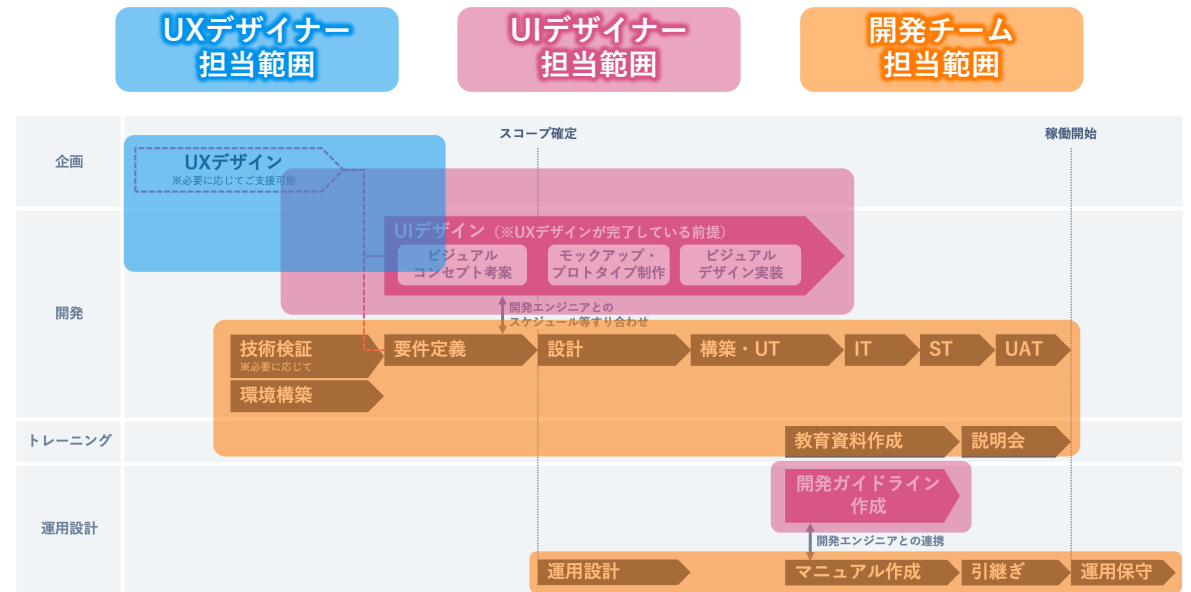 UXデザイナー
担当範囲
UIデザイナー
担当範囲
開発チーム
担当範囲
スコープ確定
稼働開始
企画
UXデザイン
※必要に応じてご支援可能
開発
UIデザイン（※UXデザインが完了している前提）
ビジュアル
コンセプト考案
モックアップ・
プロトタイプ制作
ビジュアル
デザイン実装
開発エンジニアとの
スケジュール等すり合わせ
技術検証
※必要に応じて
要件定義
設計
構築・UT
IT
ST
UAT
環境構築
トレーニング
教育資料作成
説明会
運用設計
開発ガイドライン
作成
開発エンジニアとの連携
運用設計
マニュアル作成
引継ぎ
運用保守